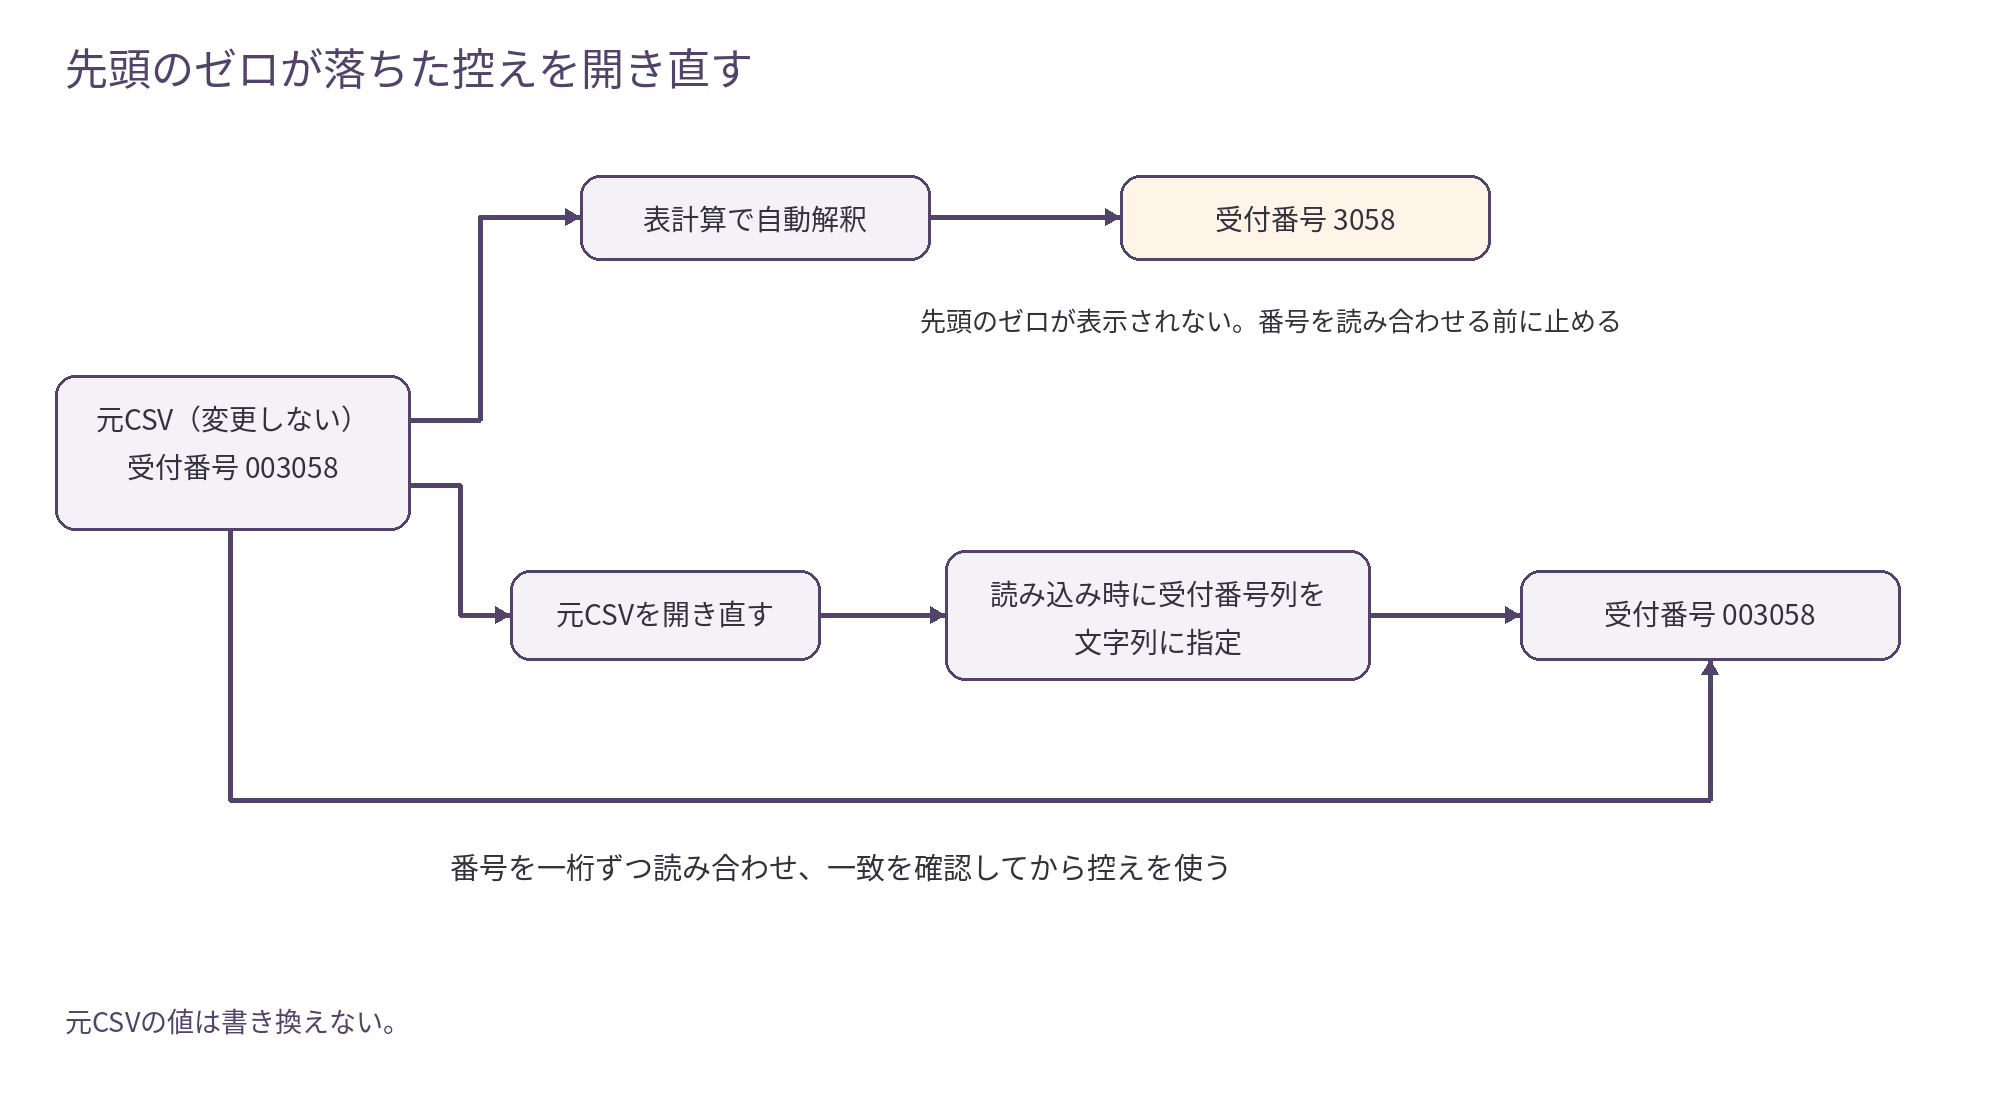 先頭のゼロが落ちた控えを開き直す
表計算で自動解釈
受付番号 3058
先頭のゼロが表示されない。番号を読み合わせる前に止める
元CSV（変更しない）
受付番号 003058
元CSVを開き直す
読み込み時に受付番号列を
文字列に指定
受付番号 003058
番号を一桁ずつ読み合わせ、一致を確認してから控えを使う
元CSVの値は書き換えない。